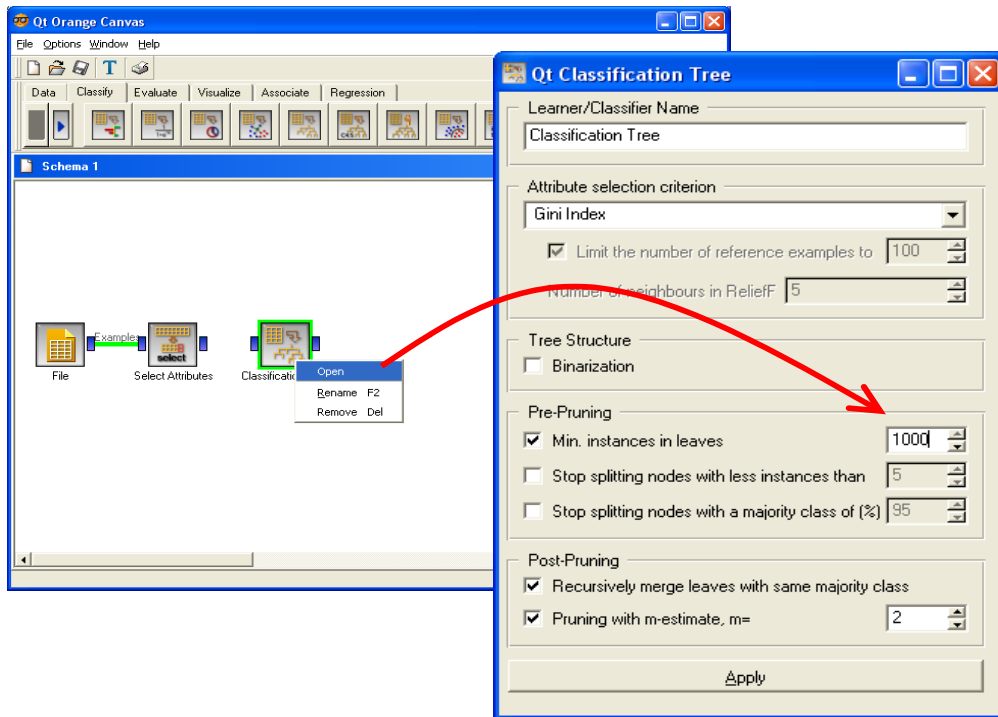 Qt Orange Canvas
File Options Window Help
T
Data Classify Evaluate Visualize Associate Regression
Schema 1
Examples
select
File
Select Attributes
Open
Rename F2
Remove Del
Qt Classification Tree
Learner/Classifier Name
Classification Tree
Attribute selection criterion
Gini Index
Limit the number of reference examples to 100
Number of neighbours in ReliefF 5
Tree Structure
Binarization
Pre-Pruning
Min. instances in leaves 1000
Stop splitting nodes with less instances than 5
Stop splitting nodes with a majority class of (%) 95
Post-Pruning
Recursively merge leaves with same majority class
Pruning with m-estimate, m= 2
Apply